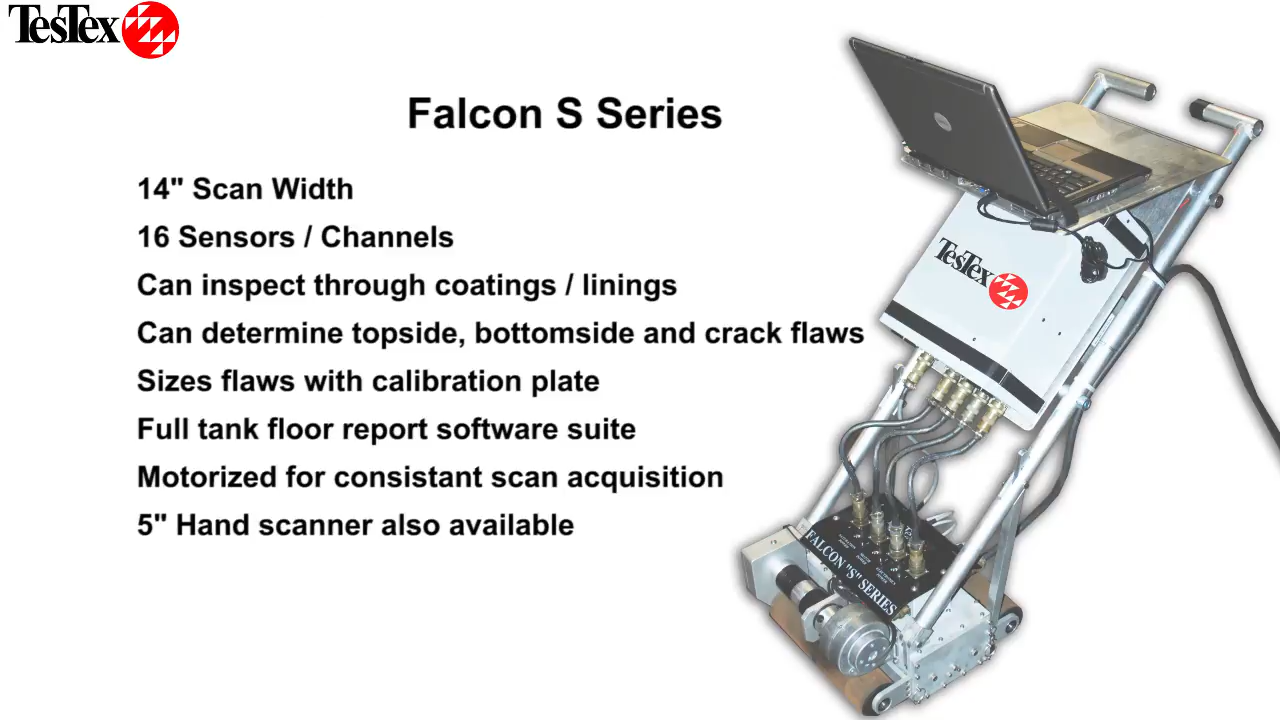 TesTex
Falcon S Series
14" Scan Width
16 Sensors / Channels
Can inspect through coatings / linings
Can determine topside, bottomside and crack flaws
Sizes flaws with calibration plate
Full tank floor report software suite
Motorized for consistant scan acquisition
5" Hand scanner also available
TesTex
FALCON "S" SERIES